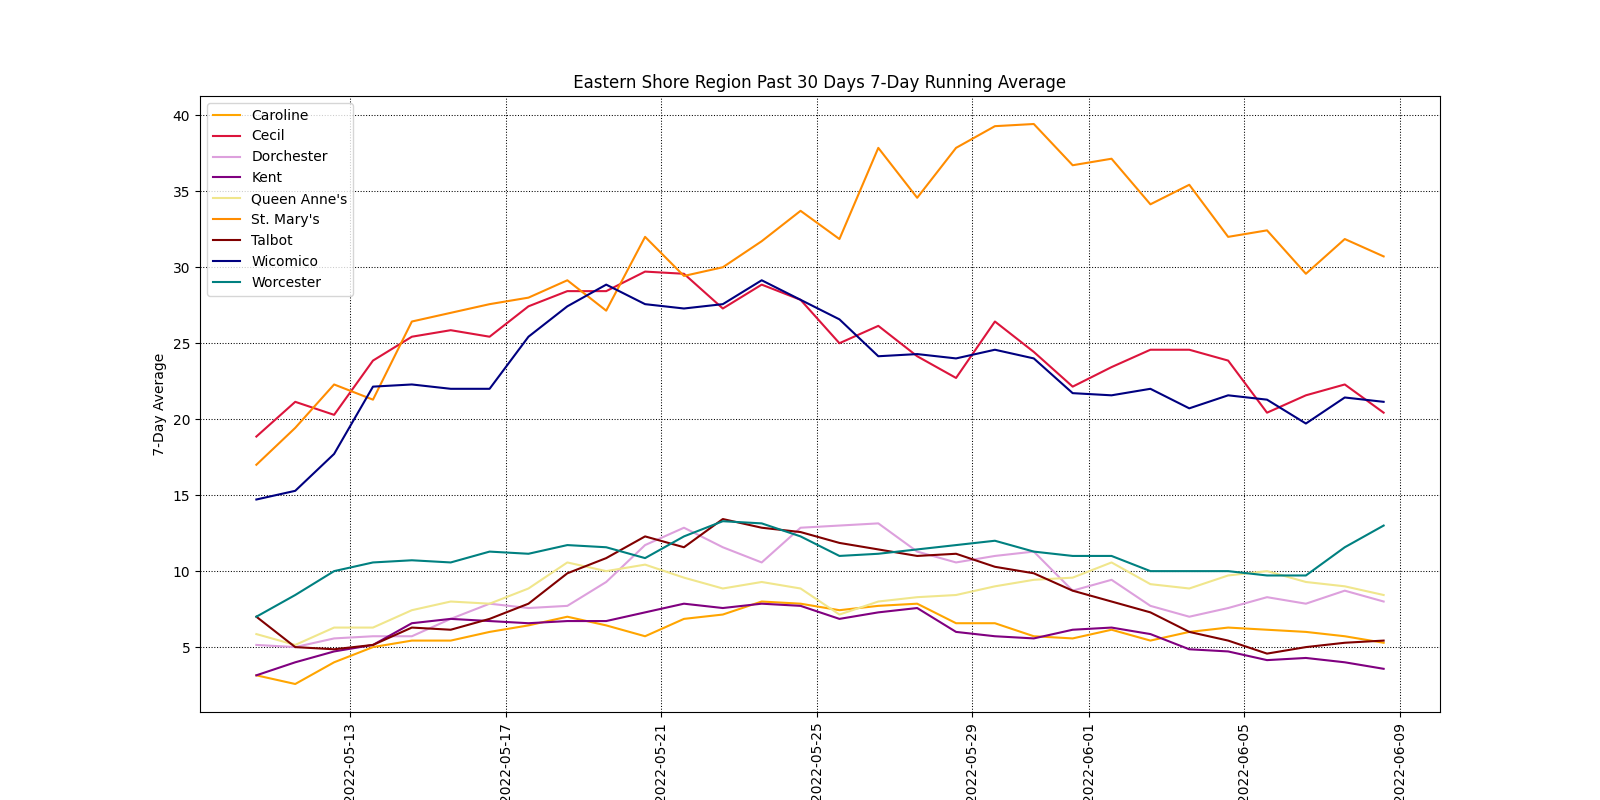 Eastern Shore Region Past 30 Days 7-Day Running Average
Caroline
Cecil
Dorchester
Kent
Queen Anne's
St. Mary's
Talbot
Wicomico
Worcester
40
35
30
25
20
15
10
5
7-Day Average
2022-05-13
2022-05-17
2022-05-21
2022-05-25
2022-05-29
2022-06-01
2022-06-05
2022-06-09